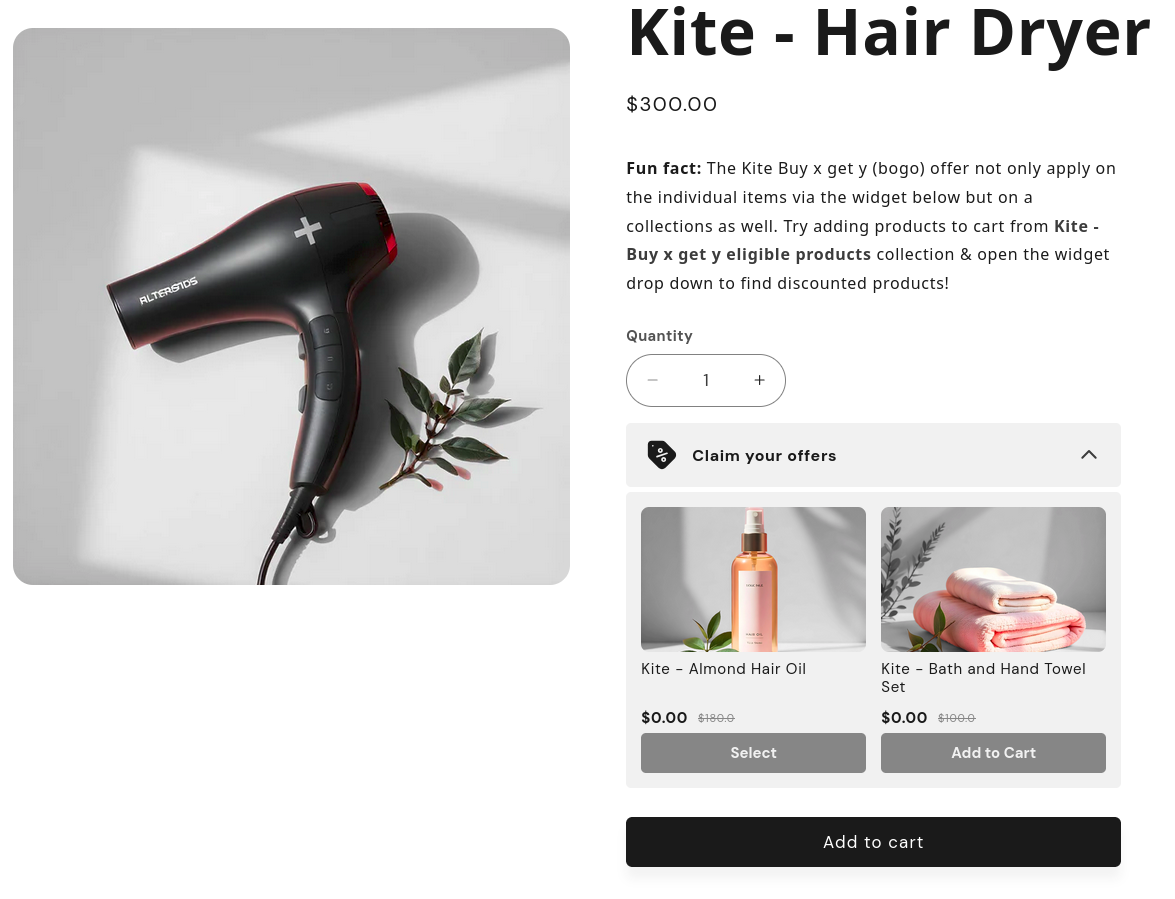 Kite - Hair Dryer
$300.00
Fun fact: The Kite Buy x get y (bogo) offer not only apply on
the individual items via the widget below but on a
collections as well. Try adding products to cart from Kite -
Buy x get y eligible products collection & open the widget
drop down to find discounted products!
Quantity
1
Claim your offers
Kite - Almond Hair Oil
Kite - Bath and Hand Towel
Set
$0.00 $180.0
$0.00 $100.0
Select
Add to Cart
Add to cart
HAIR OIL